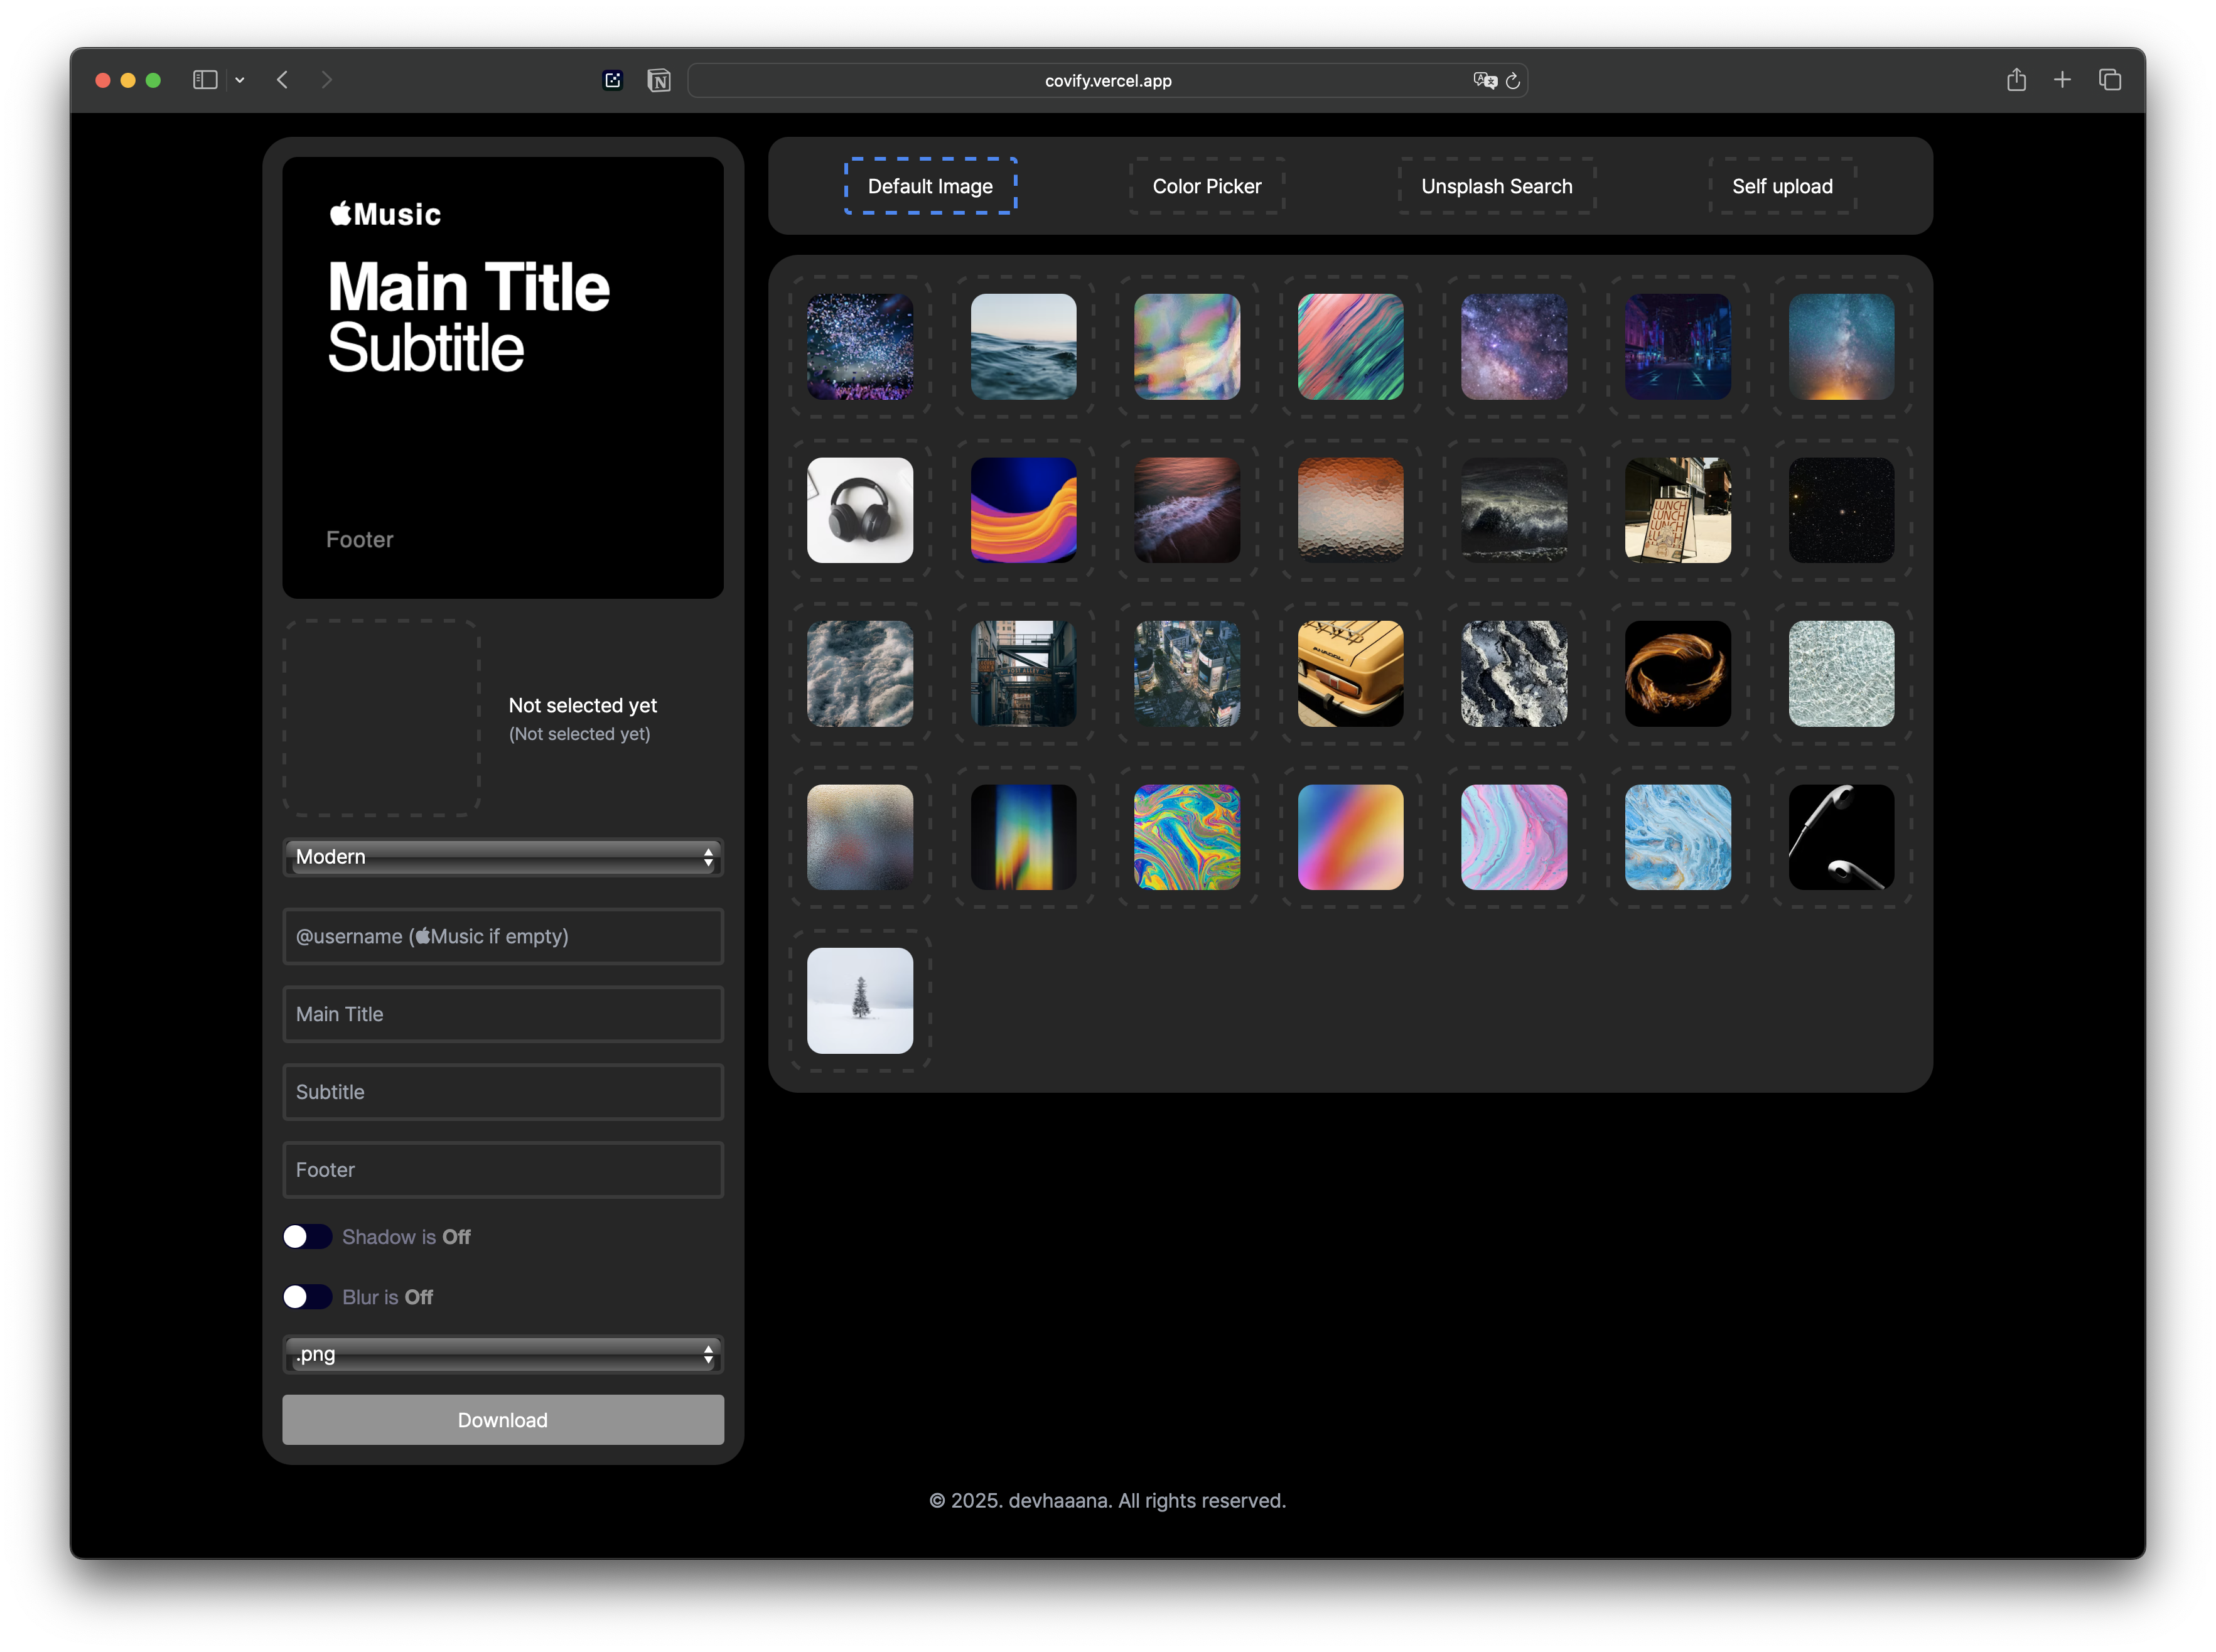 covify.vercel.app
Music
Main Title
Subtitle
Footer
Not selected yet
(Not selected yet)
Modern
@username (Music if empty)
Main Title
Subtitle
Footer
Shadow is Off
Blur is Off
.png
Download
Default Image
Color Picker
Unsplash Search
Self upload
LUNCH
LUNCH
LUNCH
© 2025. devhaaana. All rights reserved.